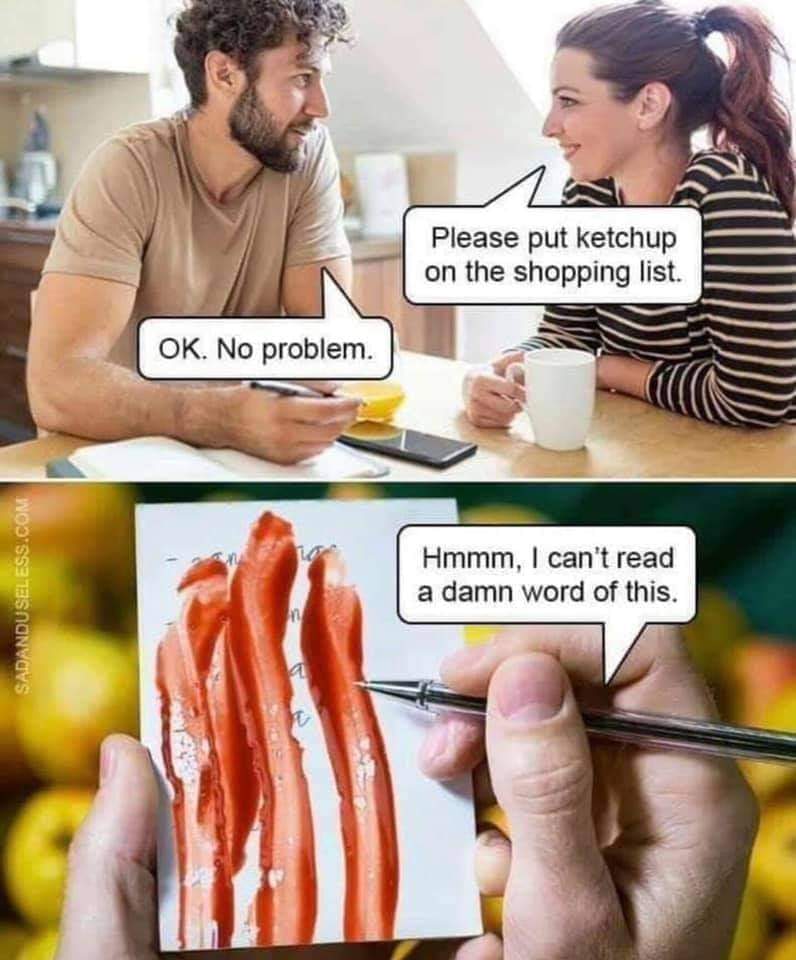 Please put ketchup
on the shopping list.
OK. No problem.
SADANDUSELESS.COM
Hmmm, I can't read
a damn word of this.